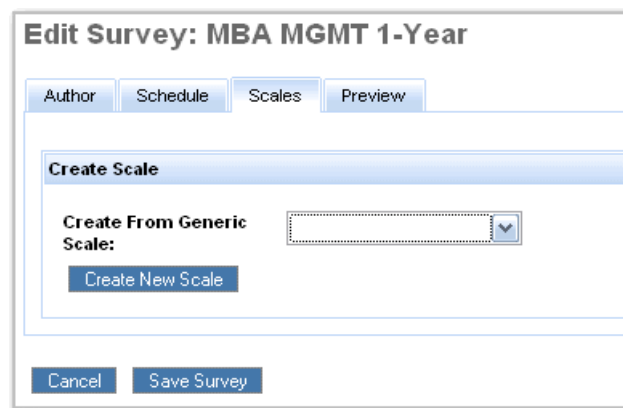 Edit Survey: MBA MGMT 1-Year
Author Schedule Scales Preview
Create Scale
Create From Generic
Scale:
Create New Scale
Cancel Save Survey